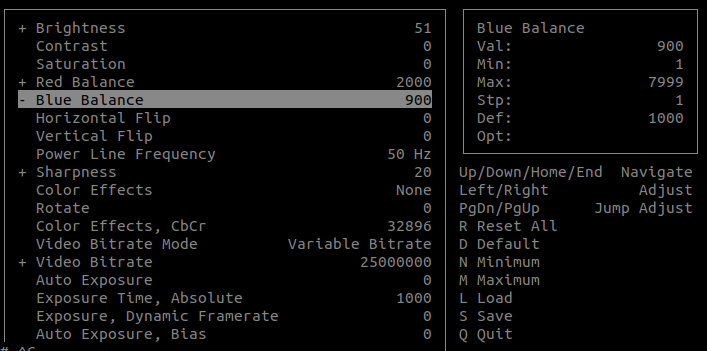 + Brightness 51
Contrast 0
Saturation 0
+ Red Balance 2000
- Blue Balance 900
Horizontal Flip 0
Vertical Flip 0
Power Line Frequency 50 Hz
+ Sharpness 20
Color Effects None
Rotate 0
Color Effects, CbCr 32896
Video Bitrate Mode Variable Bitrate
+ Video Bitrate 25000000
Auto Exposure 0
Exposure Time, Absolute 1000
Exposure, Dynamic Framerate 0
Auto Exposure, Bias 0
Blue Balance
Val: 900
Min: 1
Max: 7999
Stp: 1
Def: 1000
Opt:
Up/Down/Home/End Navigate
Left/Right Adjust
PgDn/PgUp Jump Adjust
R Reset All
D Default
N Minimum
M Maximum
L Load
S Save
Q Quit